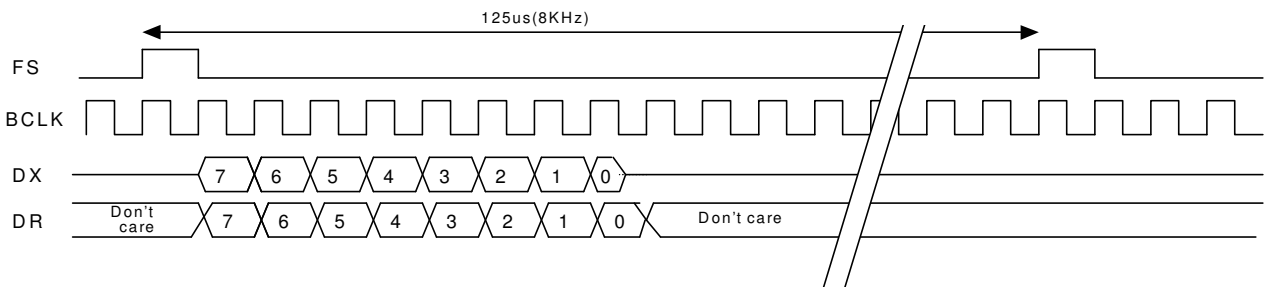 125us(8KHz)
FS
BCLK
DX 7 6 5 4 3 2 1 0
DR Don't care 7 6 5 4 3 2 1 0 Don't care